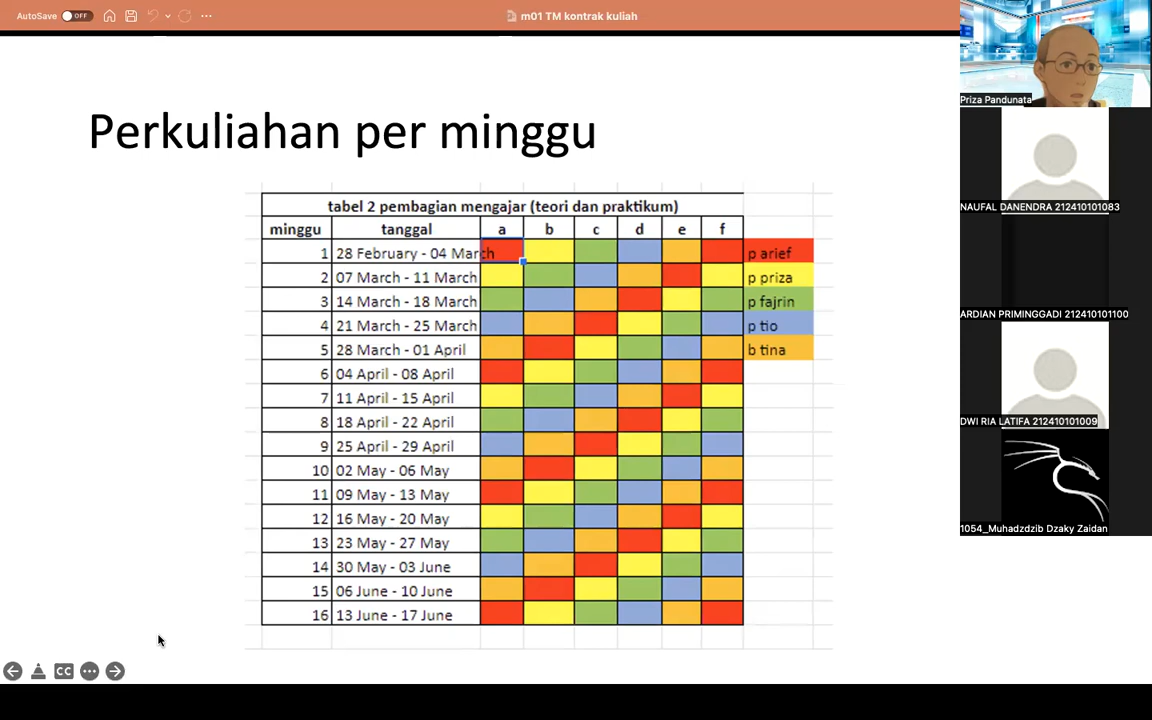 AutoSave OFF
m01 TM kontrak kuliah
Perkuliahan per minggu
tabel 2 pembagian mengajar (teori dan praktikum)
minggu tanggal a b c d e f
1 28 February - 04 March p arief
2 07 March - 11 March p priza
3 14 March - 18 March p fajrin
4 21 March - 25 March p tio
5 28 March - 01 April b tina
6 04 April - 08 April
7 11 April - 15 April
8 18 April - 22 April
9 25 April - 29 April
10 02 May - 06 May
11 09 May - 13 May
12 16 May - 20 May
13 23 May - 27 May
14 30 May - 03 June
15 06 June - 10 June
16 13 June - 17 June
CC
Priza Pandunata
NAUFAL DANENDRA 212410101083
ARDIAN PRIMINGGADI 212410101100
DWI RIA LATIFA 212410101009
1054_Muhadzdzib Dzaky Zaidan